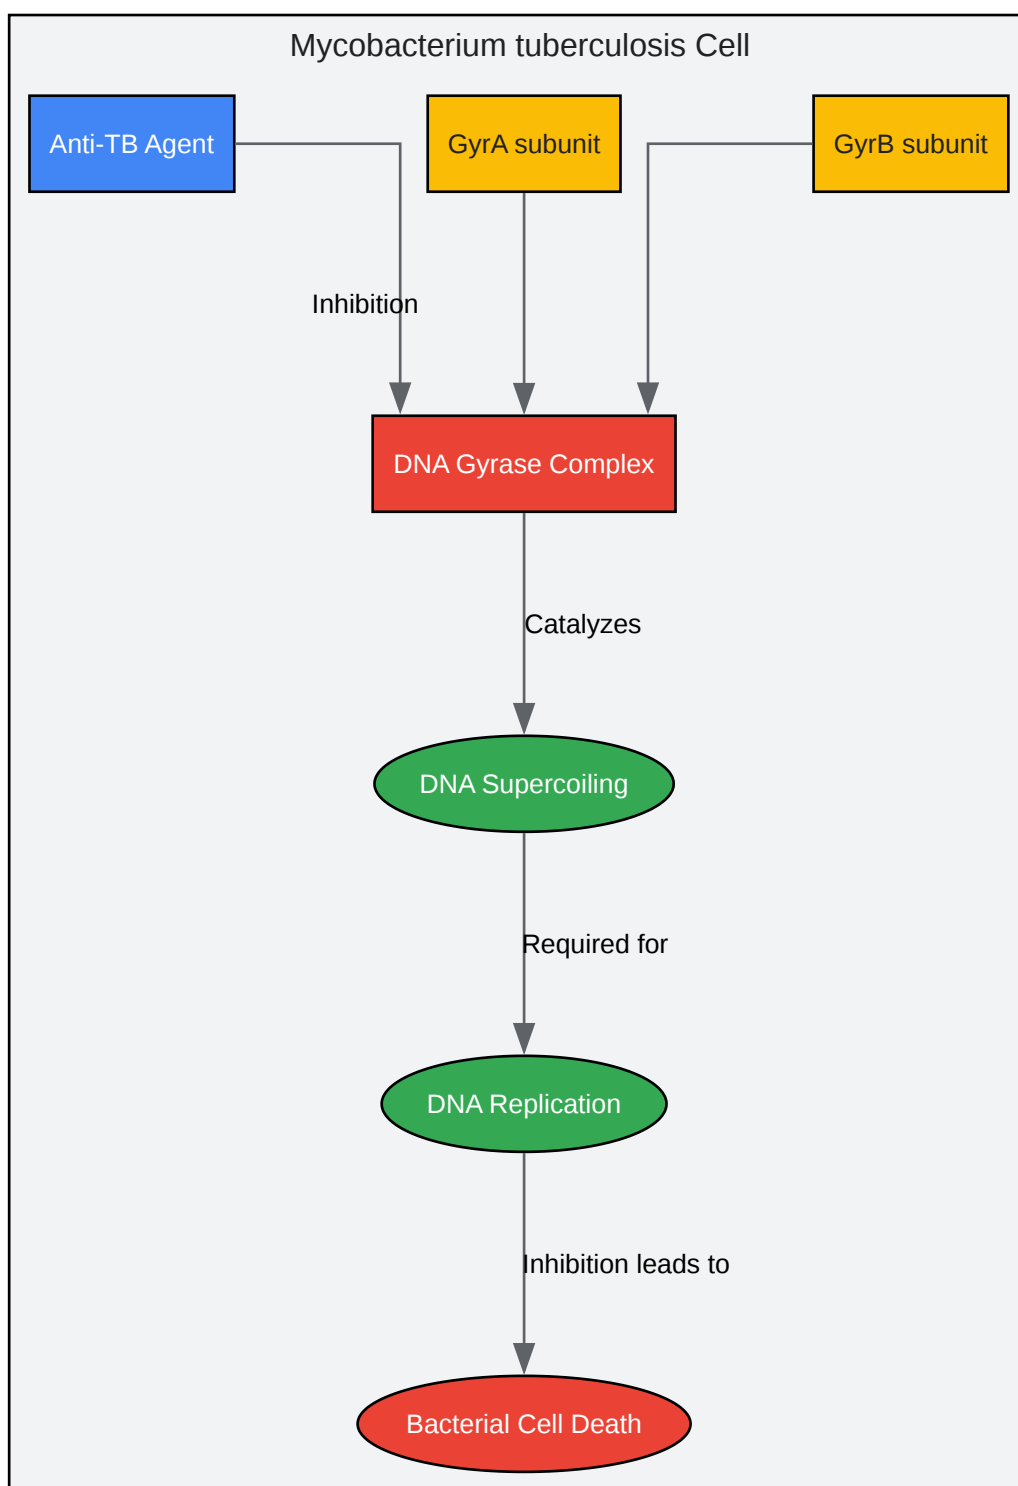 Mycobacterium tuberculosis Cell
Anti-TB Agent
GyrA subunit
GyrB subunit
Inhibition
DNA Gyrase Complex
Catalyzes
DNA Supercoiling
Required for
DNA Replication
Inhibition leads to
Bacterial Cell Death